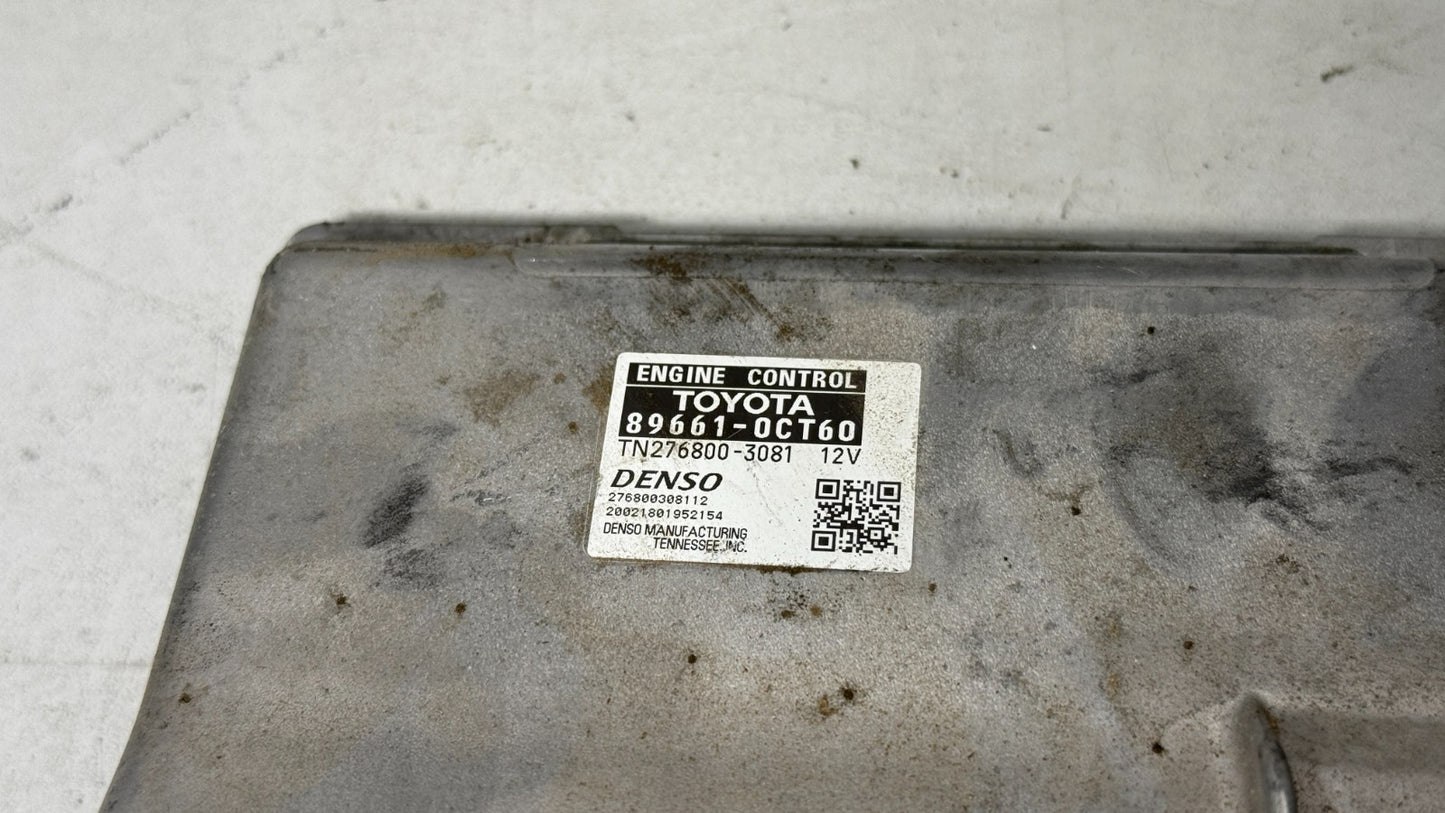 ENGINE CONTROL
TOYOTA
89661-0CT60
TN276800-3081 12V
DENSO
276800308112
20021801952154
DENSO MANUFACTURING
TENNESSEE, INC.